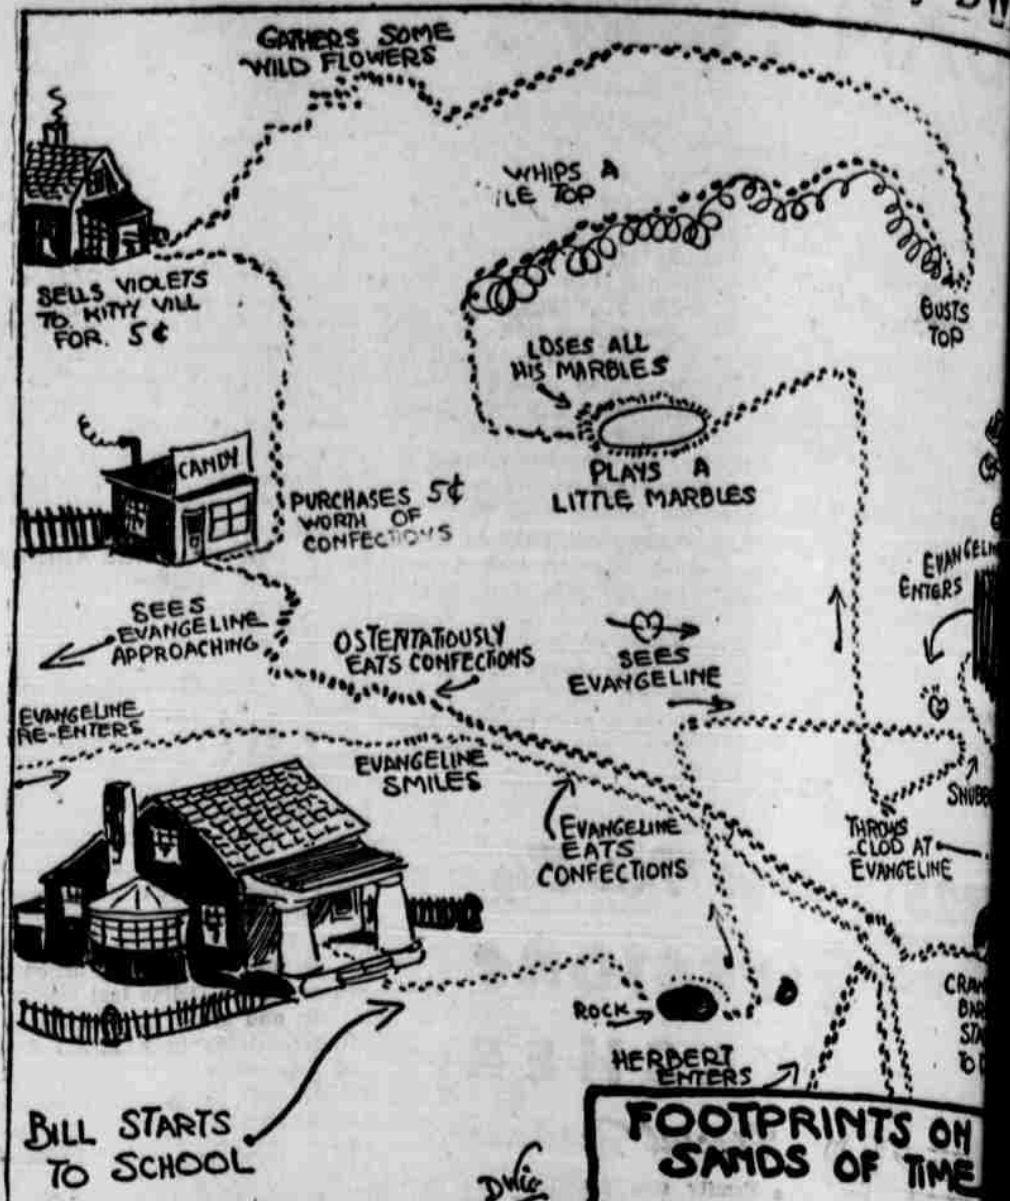 GATHERS SOME
WILD FLOWERS
WHIPS A
TOP
SELLS VIOLETS
TO KITTY VILL
FOR. 5¢
BUSTS
TOP
LOSES ALL
HIS MARBLES
PLAYS A
LITTLE MARBLES
CANDY
PURCHASES 5¢
WORTH OF
CONFECTIONS
EVANGELINE
ENTERS
SEES
EVANGELINE
APPROACHING
OSTENTATIOUSLY
EATS CONFECTIONS
SEES
EVANGELINE
EVANGELINE
RE-ENTERS
EVANGELINE
SMILES
EVANGELINE
EATS
CONFECTIONS
THROWS
CLOD AT
EVANGELINE
ROCK
HERBERT
ENTERS
BILL STARTS
TO SCHOOL
FOOTPRINTS ON
SANDS OF TIME
DWIG